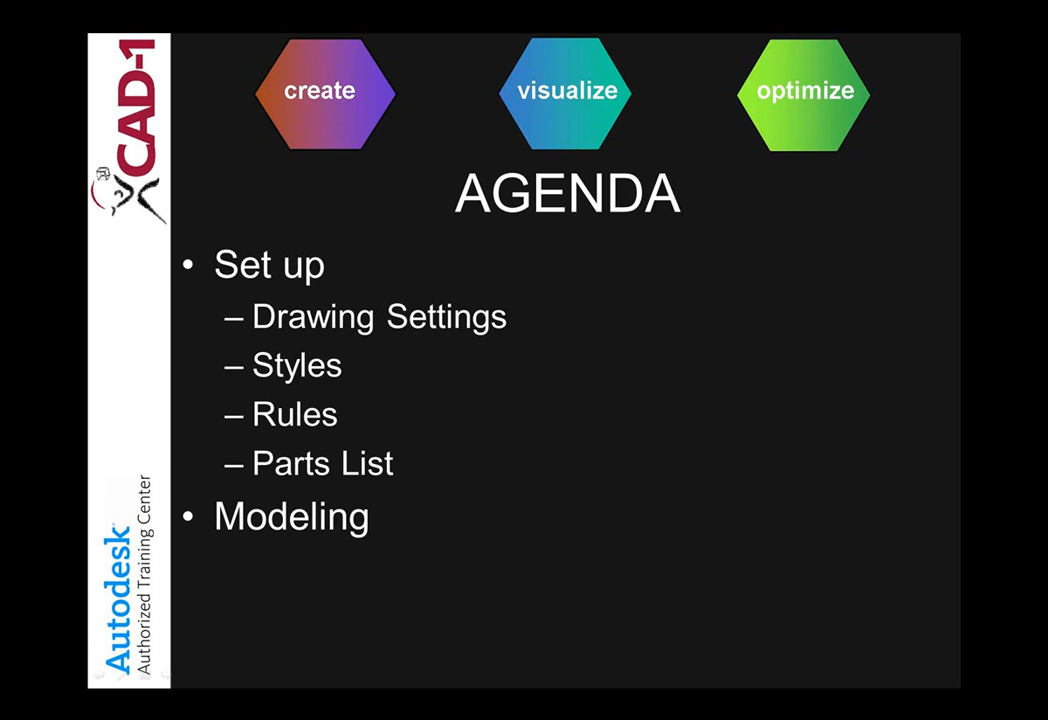 create
visualize
optimize
AGENDA
• Set up
– Drawing Settings
– Styles
– Rules
– Parts List
• Modeling
CAD-1
Autodesk
Authorized Training Center